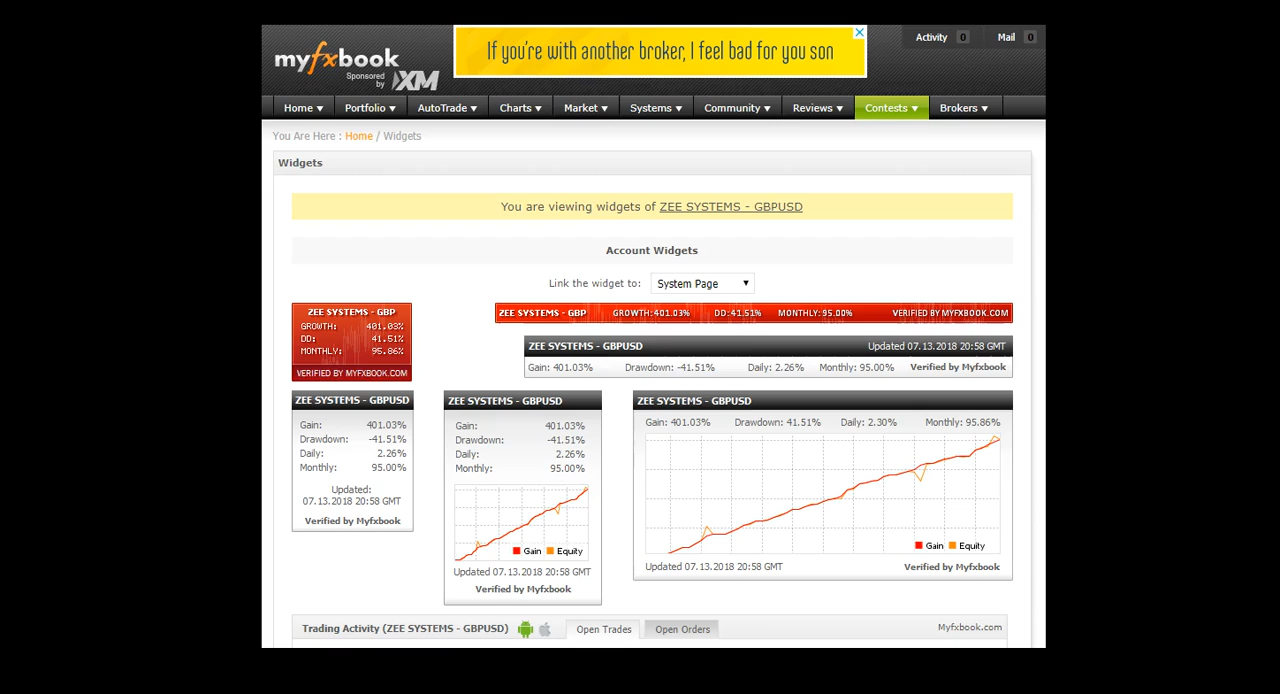 If you're with another broker, I feel bad for you son
Activity 0 Mail 0
myfxbook
Sponsored by XM
Home ▾ Portfolio ▾ AutoTrade ▾ Charts ▾ Market ▾ Systems ▾ Community ▾ Reviews ▾ Contests ▾ Brokers ▾
You Are Here : Home / Widgets
Widgets
You are viewing widgets of ZEE SYSTEMS - GBPUSD
Account Widgets
Link the widget to: System Page ▾
ZEE SYSTEMS - GBP
GROWTH: 401.03%
DD: 41.51%
MONTHLY: 95.86%
VERIFIED BY MYFXBOOK.COM
ZEE SYSTEMS - GBP GROWTH: 401.03% DD: 41.51% MONTHLY: 95.00% VERIFIED BY MYFXBOOK.COM
ZEE SYSTEMS - GBPUSD Updated 07.13.2018 20:58 GMT
Gain: 401.03% Drawdown: -41.51% Daily: 2.26% Monthly: 95.00% Verified by Myfxbook
ZEE SYSTEMS - GBPUSD
Gain: 401.03%
Drawdown: -41.51%
Daily: 2.26%
Monthly: 95.00%
Updated:
07.13.2018 20:58 GMT
Verified by Myfxbook
ZEE SYSTEMS - GBPUSD
Gain: 401.03%
Drawdown: -41.51%
Daily: 2.26%
Monthly: 95.00%
Gain Equity
Updated 07.13.2018 20:58 GMT
Verified by Myfxbook
ZEE SYSTEMS - GBPUSD
Gain: 401.03% Drawdown: 41.51% Daily: 2.30% Monthly: 95.86%
Gain Equity
Updated 07.13.2018 20:58 GMT Verified by Myfxbook
Trading Activity (ZEE SYSTEMS - GBPUSD) Open Trades Open Orders Myfxbook.com